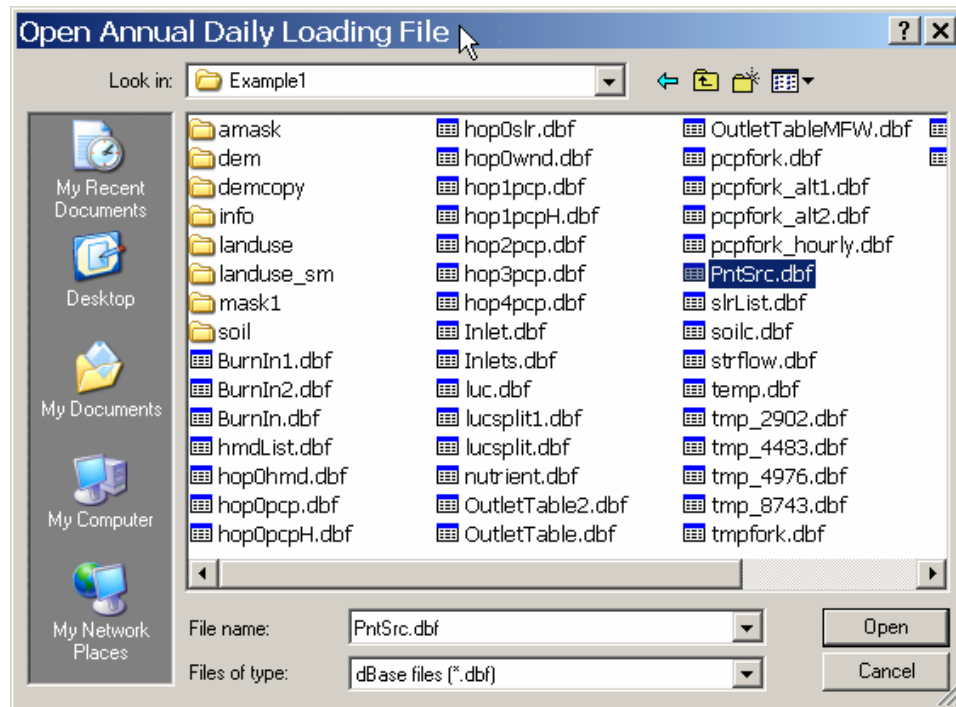 Open Annual Daily Loading File
Look in:
Example1
My Recent
Documents
Desktop
My Documents
My Computer
My Network
Places
amask
dem
demcopy
info
landuse
landuse_sm
mask1
soil
BurnIn1.dbf
BurnIn2.dbf
BurnIn.dbf
hmdList.dbf
hop0hmd.dbf
hop0pcp.dbf
hop0pcpH.dbf
hop0slr.dbf
hop0wnd.dbf
hop1pcp.dbf
hop1pcpH.dbf
hop2pcp.dbf
hop3pcp.dbf
hop4pcp.dbf
Inlet.dbf
Inlets.dbf
luc.dbf
lucsplit1.dbf
lucsplit.dbf
nutrient.dbf
OutletTable2.dbf
OutletTable.dbf
OutletTableMFW.dbf
pcpfork.dbf
pcpfork_alt1.dbf
pcpfork_alt2.dbf
pcpfork_hourly.dbf
PntSrc.dbf
slrList.dbf
soilc.dbf
strflow.dbf
temp.dbf
tmp_2902.dbf
tmp_4483.dbf
tmp_4976.dbf
tmp_8743.dbf
tmpfork.dbf
File name:
PntSrc.dbf
Open
Files of type:
dBase files (*.dbf)
Cancel